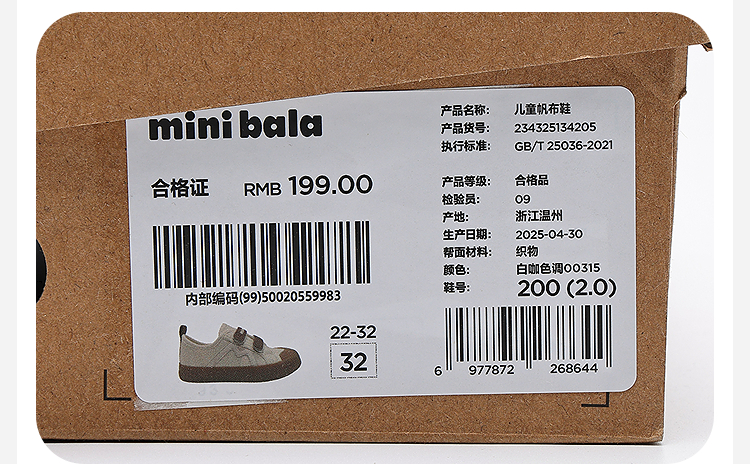 mini bala
合格证 RMB 199.00
内部编码(99)50020559983
22-32
32
产品名称: 儿童帆布鞋
产品货号: 234325134205
执行标准: GB/T 25036-2021
产品等级: 合格品
检验员: 09
产地: 浙江温州
生产日期: 2025-04-30
帮面材料: 织物
颜色: 白咖色调00315
鞋号: 200 (2.0)
6 977872 268644